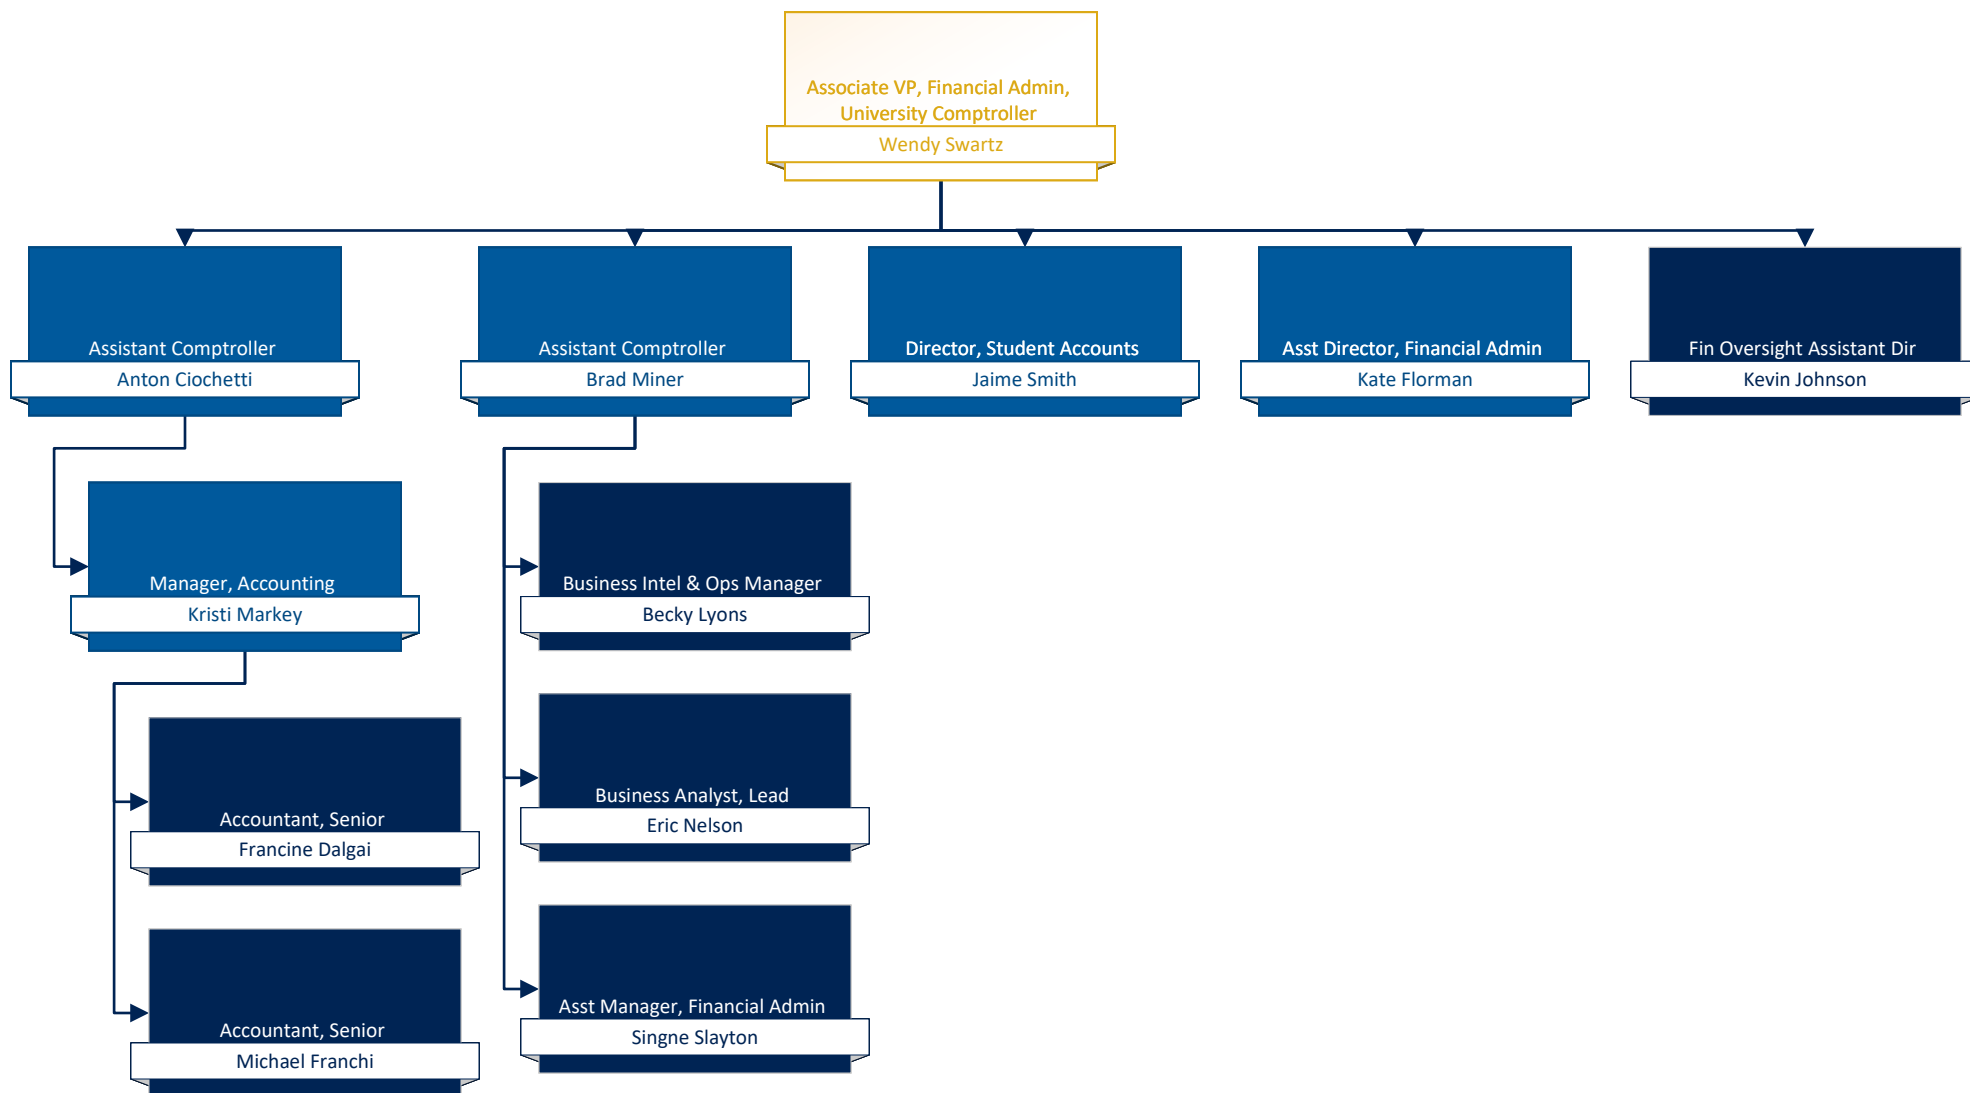 Associate VP, Financial Admin,
University Comptroller
Wendy Swartz
Assistant Comptroller
Anton Ciochetti
Assistant Comptroller
Brad Miner
Director, Student Accounts
Jaime Smith
Asst Director, Financial Admin
Kate Florman
Fin Oversight Assistant Dir
Kevin Johnson
Manager, Accounting
Kristi Markey
Business Intel & Ops Manager
Becky Lyons
Accountant, Senior
Francine Dalgai
Business Analyst, Lead
Eric Nelson
Accountant, Senior
Michael Franchi
Asst Manager, Financial Admin
Singne Slayton